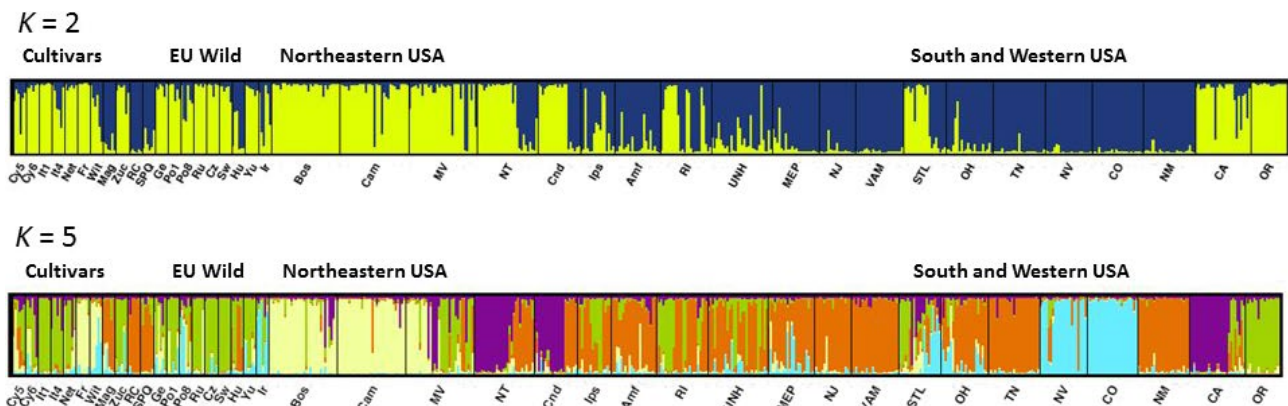 K = 2
Cultivars EU Wild Northeastern USA South and Western USA
Cy5 Cy6 It1 It4 Net Fr Wit Mag Zuc RC SPQ Ge Po1 Po8 Ru Cz Sw Hu Yu Ir Bos Cam MV NT Cnd Ips Amf RI UNH MEP NJ VAM STL OH TN NV CO NM CA OR
K = 5
Cultivars EU Wild Northeastern USA South and Western USA
Cy5 Cy6 It1 It4 Net Fr Wit Mag Zuc RC SPQ Ge Po1 Po8 Ru Cz Sw Hu Yu Ir Bos Cam MV NT Cnd Ips Amf RI UNH MEP NJ VAM STL OH TN NV CO NM CA OR